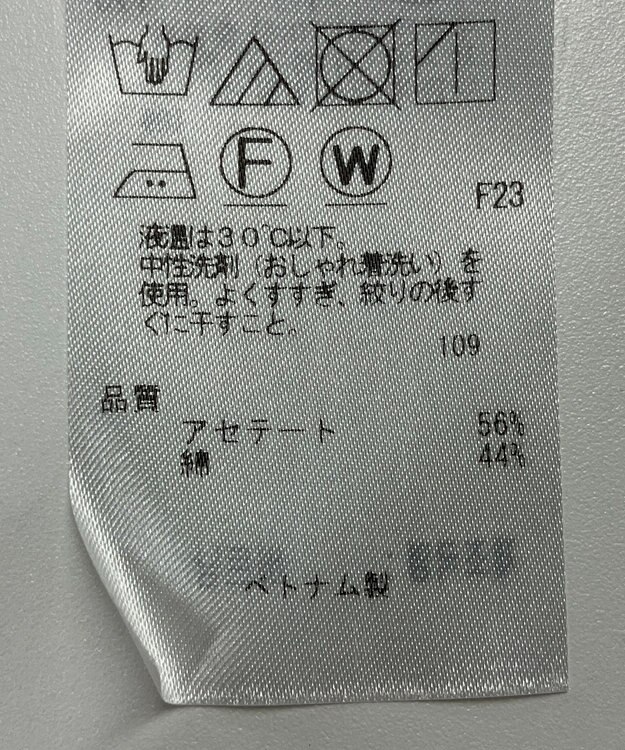 F
W
F23
液温は30℃以下。
中性洗剤(おしゃれ着洗い)を
使用。よくすすぎ、絞りの後す
ぐに干すこと。
109
品質
アセテート 56%
綿 44%
ベトナム製